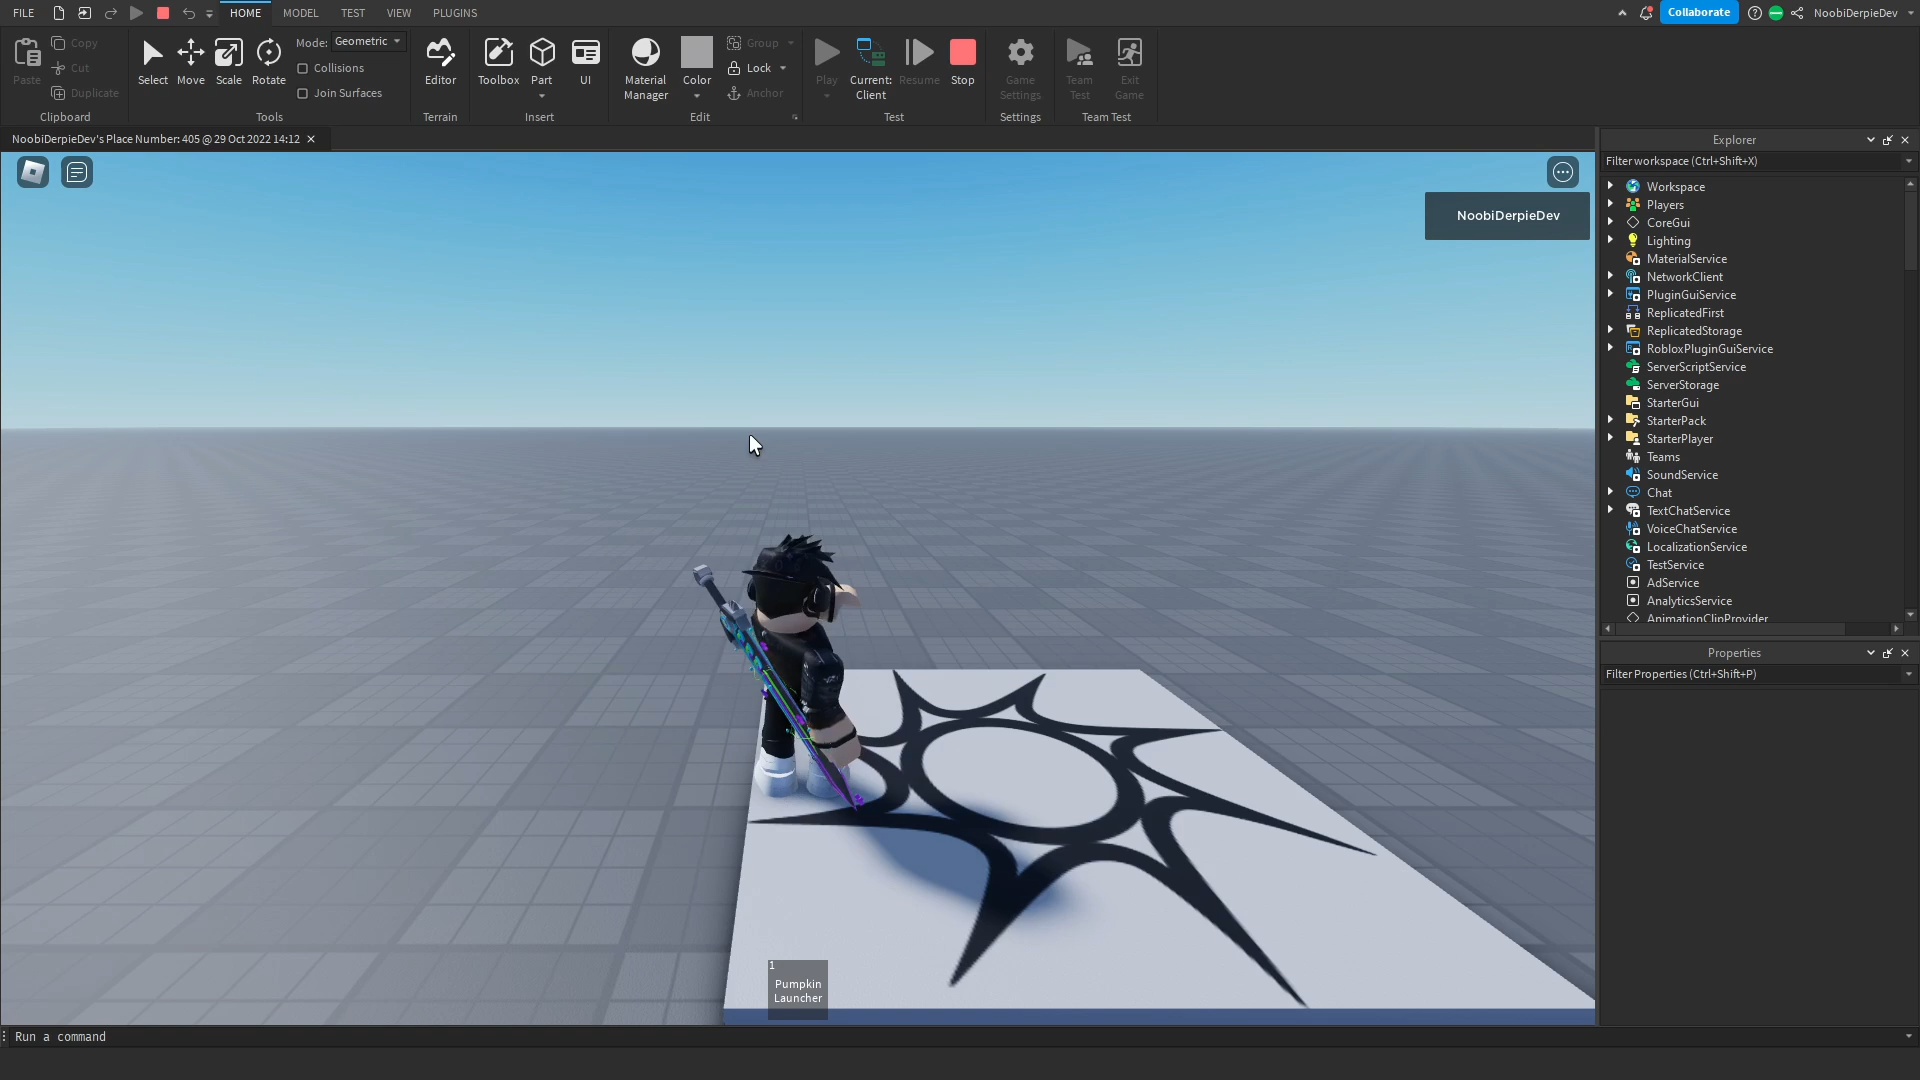 FILE
HOME
MODEL
TEST
VIEW
PLUGINS
Collaborate
NoobiDerpieDev
Paste
Copy
Cut
Duplicate
Clipboard
Select
Move
Scale
Rotate
Mode:
Geometric
Collisions
Join Surfaces
Tools
Editor
Terrain
Toolbox
Part
UI
Insert
Material
Manager
Color
Group
Lock
Anchor
Edit
Play
Current:
Client
Resume
Stop
Test
Game
Settings
Settings
Team
Test
Exit
Game
Team Test
NoobiDerpieDev's Place Number: 405 @ 29 Oct 2022 14:12
NoobiDerpieDev
1
Pumpkin
Launcher
Explorer
Filter workspace (Ctrl+Shift+X)
Workspace
Players
CoreGui
Lighting
MaterialService
NetworkClient
PluginGuiService
ReplicatedFirst
ReplicatedStorage
RobloxPluginGuiService
ServerScriptService
ServerStorage
StarterGui
StarterPack
StarterPlayer
Teams
SoundService
Chat
TextChatService
VoiceChatService
LocalizationService
TestService
AdService
AnalyticsService
AnimationClipProvider
Properties
Filter Properties (Ctrl+Shift+P)
Run a command